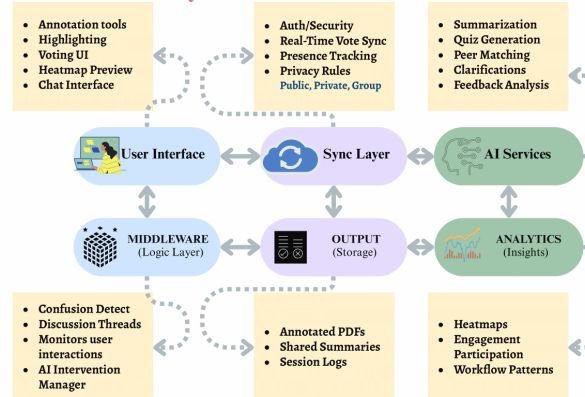 Annotation tools
Highlighting
Voting UI
Heatmap Preview
Chat Interface
Auth/Security
Real-Time Vote Sync
Presence Tracking
Privacy Rules
Public, Private, Group
Summarization
Quiz Generation
Peer Matching
Clarifications
Feedback Analysis
User Interface
Sync Layer
AI Services
MIDDLEWARE
(Logic Layer)
OUTPUT
(Storage)
ANALYTICS
(Insights)
Confusion Detect
Discussion Threads
Monitors user
interactions
AI Intervention
Manager
Annotated PDFs
Shared Summaries
Session Logs
Heatmaps
Engagement
Participation
Workflow Patterns